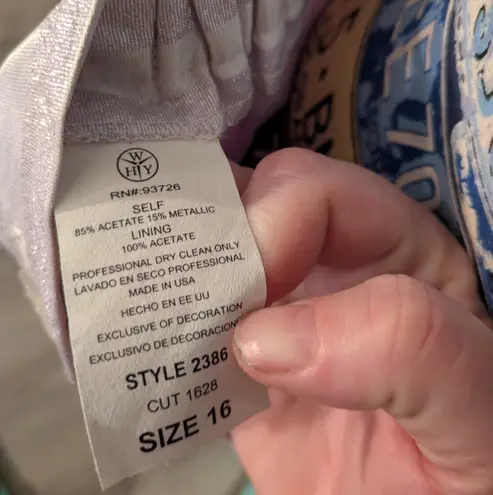 W
H Y
RN#:93726
SELF
85% ACETATE 15% METALLIC
LINING
100% ACETATE
PROFESSIONAL DRY CLEAN ONLY
LAVADO EN SECO PROFESSIONAL
MADE IN USA
HECHO EN EE UU
EXCLUSIVE OF DECORATION
EXCLUSIVO DE DECORACION
STYLE 2386
CUT 1628
SIZE 16